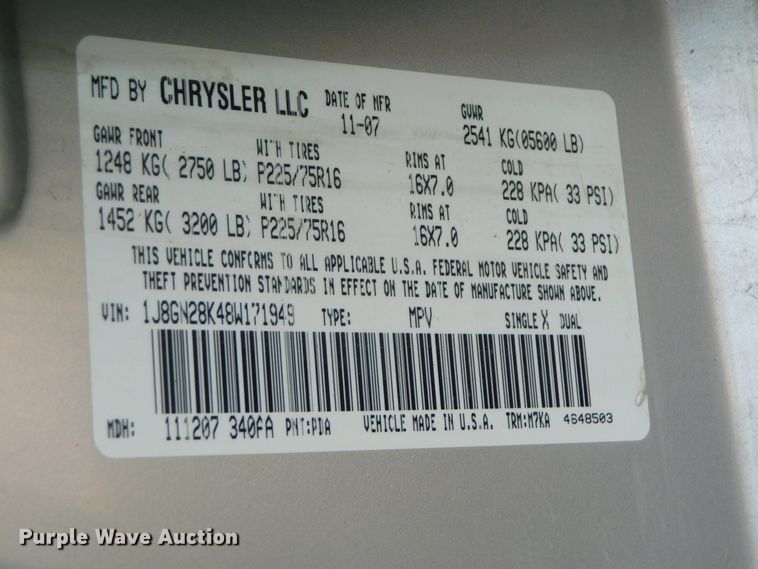 MFD BY CHRYSLER LLC DATE OF MFR GVWR
11-07 2541 KG(05600 LB)
GAWR FRONT WITH TIRES RIMS AT COLD
1248 KG( 2750 LB) P225/75R16 16X7.0 228 KPA( 33 PSI)
GAWR REAR WITH TIRES RIMS AT COLD
1452 KG( 3200 LB) P225/75R16 16X7.0 228 KPA( 33 PSI)
THIS VEHICLE CONFORMS TO ALL APPLICABLE U.S.A. FEDERAL MOTOR VEHICLE SAFETY AND
THEFT PREVENTION STANDARDS IN EFFECT ON THE DATE OF MANUFACTURE SHOWN ABOVE.
VIN: 1J8GN28K48W171949 TYPE: MPV SINGLE X DUAL
MDH: 111207 PNT:PDA VEHICLE MADE IN U.S.A. TRM:M7KA 4648503
Purple Wave Auction